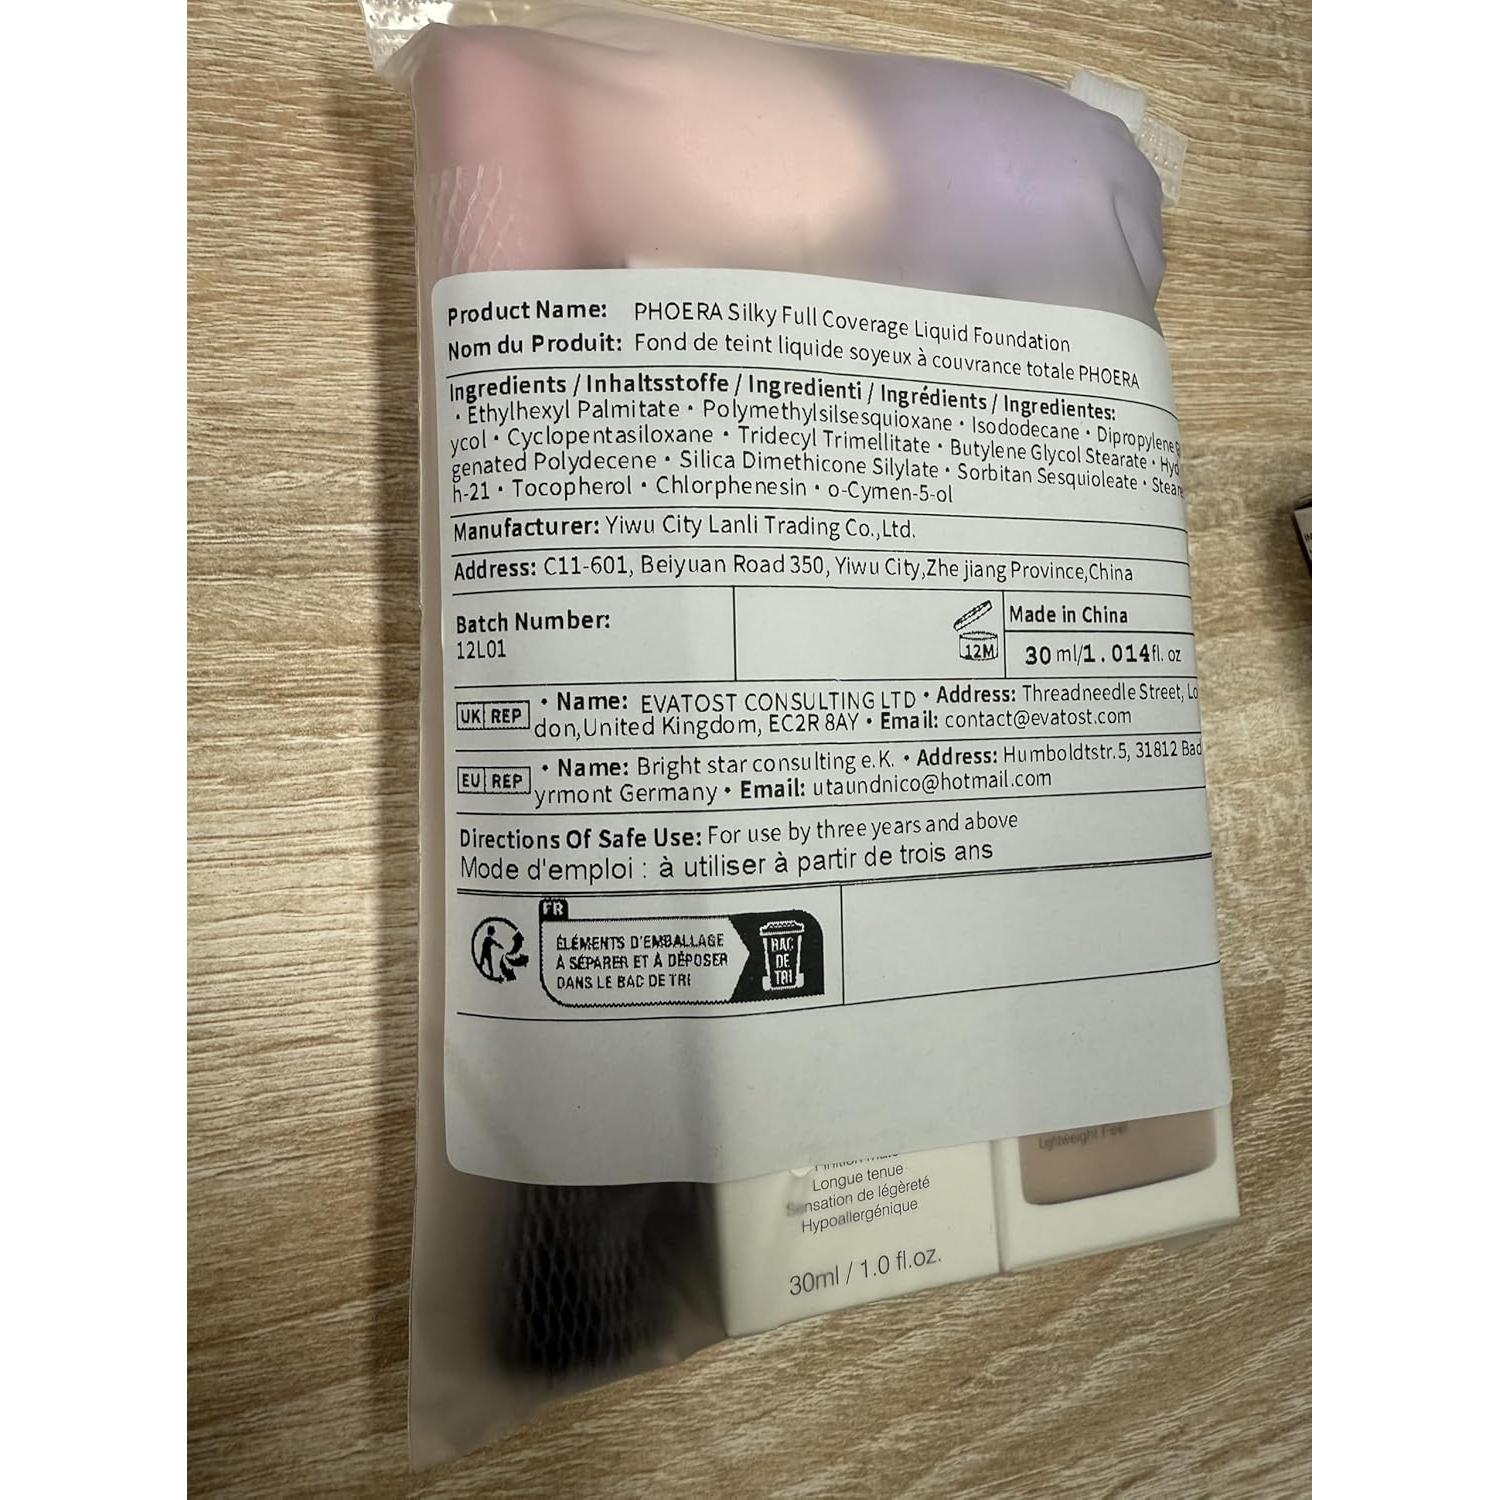 Product Name: PHOERA Silky Full Coverage Liquid Foundation
Nom du Produit: Fond de teint liquide soyeux à couvrance totale PHOERA
Ingredients / Inhaltsstoffe / Ingredienti / Ingrédients / Ingredientes:
· Ethylhexyl Palmitate · Polymethylsilsesquioxane · Isododecane · Dipropylene
ycol · Cyclopentasiloxane · Tridecyl Trimellitate · Butylene Glycol Stearate · Hyd
genated Polydecene · Silica Dimethicone Silylate · Sorbitan Sesquioleate · Stear
h-21 · Tocopherol · Chlorphenesin · o-Cymen-5-ol
Manufacturer: Yiwu City Lanli Trading Co.,Ltd.
Address: C11-601, Beiyuan Road 350, Yiwu City,Zhe jiang Province,China
Batch Number:
12L01
12M
Made in China
30 ml/1.014fl. oz
UK REP
· Name: EVATOST CONSULTING LTD · Address: Threadneedle Street, Lo
don,United Kingdom, EC2R 8AY · Email: contact@evatost.com
EU REP
· Name: Bright star consulting e.K. · Address: Humboldtstr.5, 31812 Bad
yrmont Germany · Email: utaundnico@hotmail.com
Directions Of Safe Use: For use by three years and above
Mode d'emploi : à utiliser à partir de trois ans
FR
ÉLÉMENTS D'EMBALLAGE
À SÉPARER ET À DÉPOSER
DANS LE BAC DE TRI
BAC
DE
TRI
Lightweight Feel
Longue tenue
Sensation de légèreté
Hypoallergénique
30ml / 1.0 fl.oz.